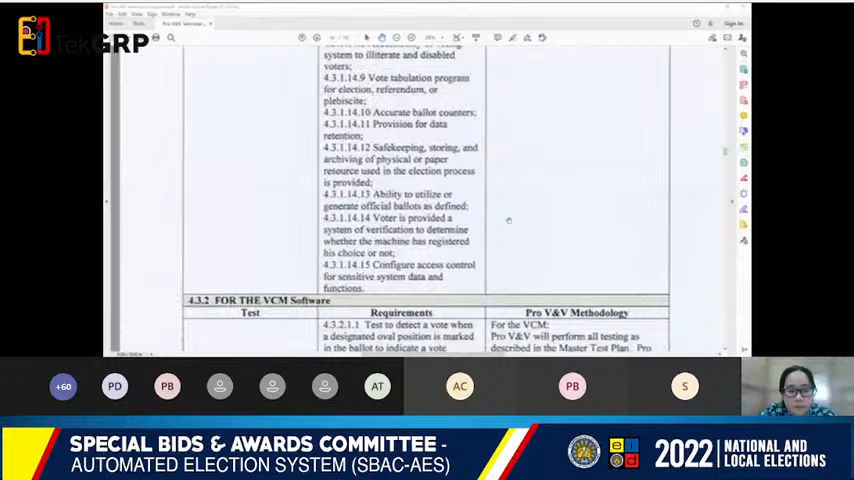 TekGRP
Sign In
system to illiterate and disabled
voters;
4.3.1.14.9 Vote tabulation program
for election, referendum, or
plebiscite;
4.3.1.14.10 Accurate ballot counters;
4.3.1.14.11 Provision for data
retention;
4.3.1.14.12 Safekeeping, storing, and
archiving of physical or paper
resource used in the election process
is provided;
4.3.1.14.13 Ability to utilize or
generate official ballots as defined;
4.3.1.14.14 Voter is provided a
system of verification to determine
whether the machine has registered
his choice or not;
4.3.1.14.15 Configure access control
for sensitive system data and
functions.
4.3.2 FOR THE VCM Software
Test Requirements Pro V&V Methodology
4.3.2.1.1 Test to detect a vote when
a designated oval position is marked
in the ballot to indicate a vote
For the VCM:
Pro V&V will perform all testing as
described in the Master Test Plan. Pro
+60 PD PB AT AC PB S
SPECIAL BIDS & AWARDS COMMITTEE -
AUTOMATED ELECTION SYSTEM (SBAC-AES)
2022 NATIONAL AND
LOCAL ELECTIONS